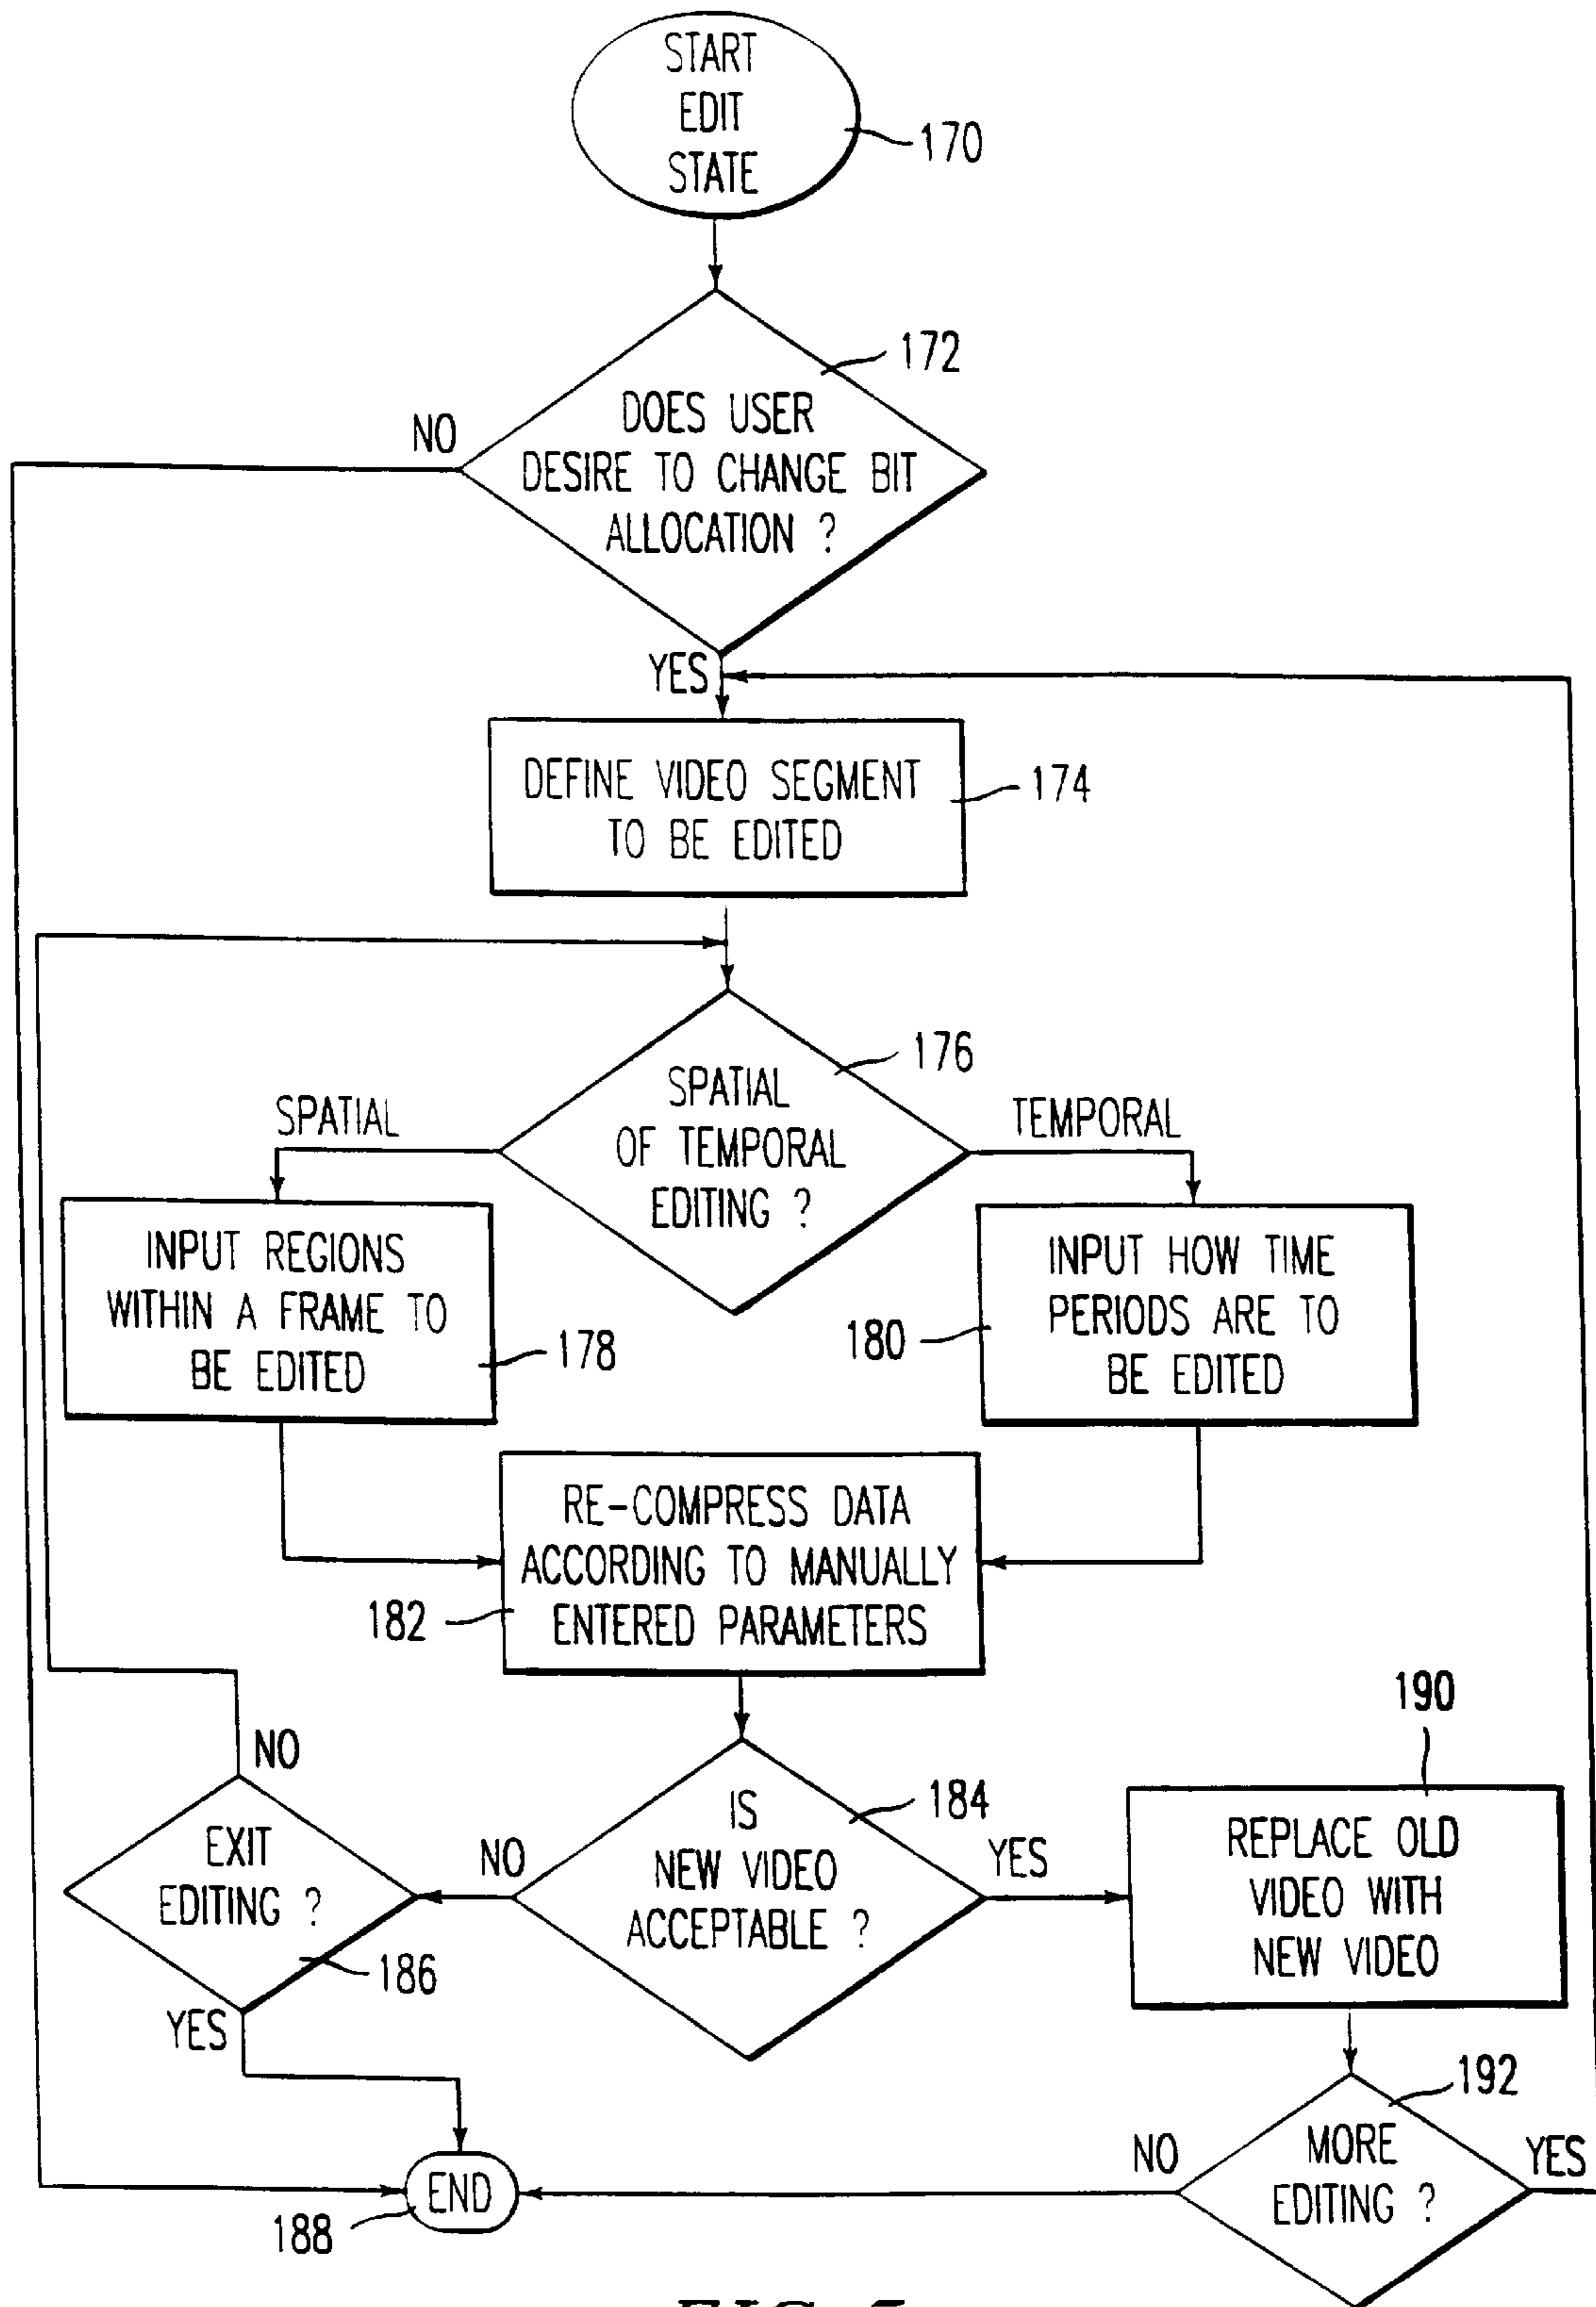 START
EDIT
STATE
170
172
DOES USER
DESIRE TO CHANGE BIT
ALLOCATION ?
NO
YES
DEFINE VIDEO SEGMENT
TO BE EDITED
174
176
SPATIAL
OF TEMPORAL
EDITING ?
SPATIAL
TEMPORAL
INPUT REGIONS
WITHIN A FRAME TO
BE EDITED
178
INPUT HOW TIME
PERIODS ARE TO
BE EDITED
180
RE-COMPRESS DATA
ACCORDING TO MANUALLY
ENTERED PARAMETERS
182
190
NO
EXIT
EDITING ?
186
YES
NO
IS
NEW VIDEO
ACCEPTABLE ?
184
YES
REPLACE OLD
VIDEO WITH
NEW VIDEO
192
MORE
EDITING ?
NO
YES
END
188